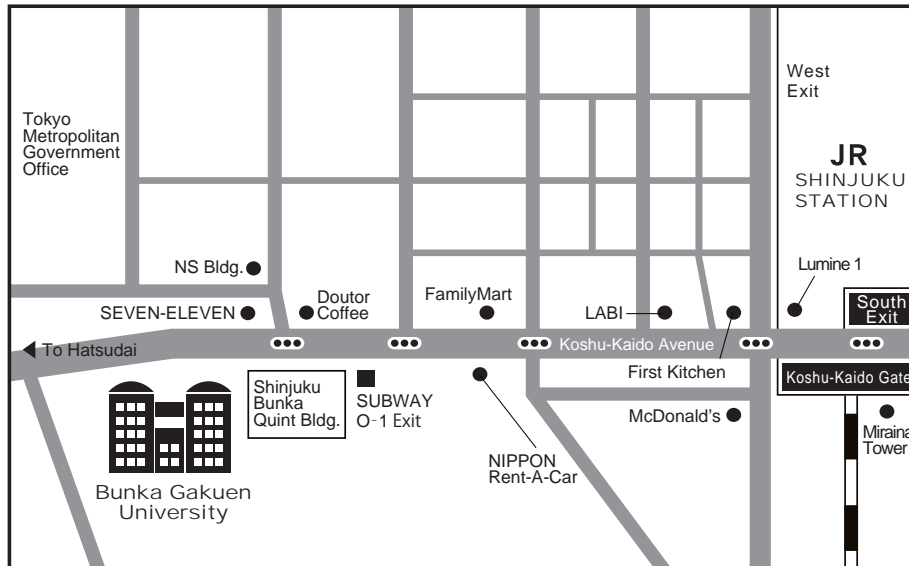 West
Exit
Tokyo
Metropolitan
Government
Office
JR
SHINJUKU
STATION
NS Bldg.
Lumine 1
SEVEN-ELEVEN
Doutor
Coffee
FamilyMart
LABI
South
Exit
To Hatsudai
Koshu-Kaido Avenue
First Kitchen
Koshu-Kaido Gate
Shinjuku
Bunka
Quint Bldg.
SUBWAY
O-1 Exit
McDonald's
Miraina
Tower
NIPPON
Rent-A-Car
Bunka Gakuen
University